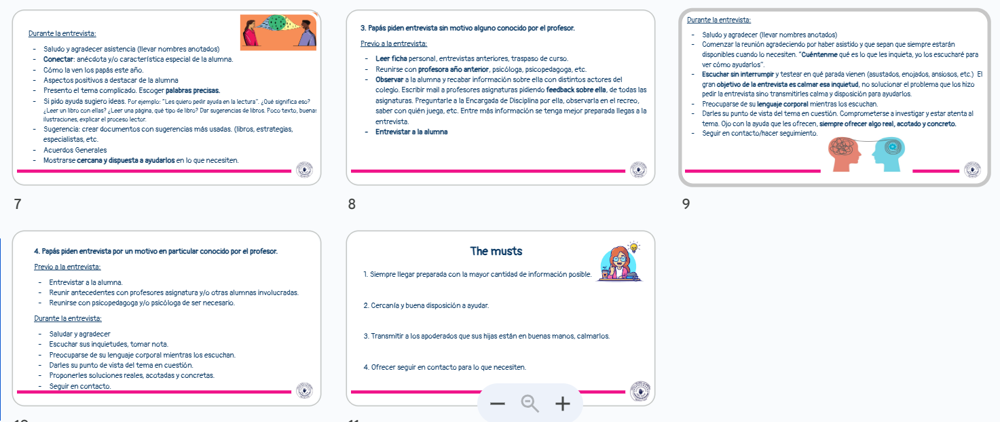 Durante la entrevista:
- Saludo y agradecer asistencia (llevar nombres anotados)
- Conectar: anécdota y/o característica especial de la alumna.
- Cómo la ven los papás este año.
- Aspectos positivos a destacar de la alumna
- Presento el tema complicado. Escoger palabras precisas.
- Si pido ayuda sugiero ideas. Por ejemplo: "Les quiero pedir ayuda en la lectura". ¿Qué significa eso?
¿Leer un libro con ellas? ¿Leer una página, qué tipo de libro? Dar sugerencias de libros. Poco texto, buenas
ilustraciones, explicar el proceso lector.
- Sugerencia: crear documentos con sugerencias más usadas. (libros, estrategias,
especialistas, etc.
- Acuerdos Generales
- Mostrarse cercana y dispuesta a ayudarlos en lo que necesiten.
7
3. Papás piden entrevista sin motivo alguno conocido por el profesor.
Previo a la entrevista:
- Leer ficha personal, entrevistas anteriores, traspaso de curso.
- Reunirse con profesora año anterior, psicóloga, psicopedagoga, etc.
- Observar a la alumna y recabar información sobre ella con distintos actores del
colegio. Escribir mail a profesores asignaturas pidiendo feedback sobre ella, de todas las
asignaturas. Preguntarle a la Encargada de Disciplina por ella, observarla en el recreo,
saber con quién juega, etc. Entre más información se tenga mejor preparada llegas a la
entrevista.
- Entrevistar a la alumna
8
Durante la entrevista:
- Saludo y agradecer (llevar nombres anotados)
- Comenzar la reunión agradeciendo por haber asistido y que sepan que siempre estarán
disponibles cuando lo necesiten. "Cuéntenme qué es lo que les inquieta, yo los escucharé para
ver cómo ayudarlos".
- Escuchar sin interrumpir y testear en qué parada vienen (asustados, enojados, ansiosos, etc.) El
gran objetivo de la entrevista es calmar esa inquietud, no solucionar el problema que los hizo
pedir la entrevista sino transmitirles calma y disposición para ayudarlos.
- Preocuparse de su lenguaje corporal mientras los escuchan.
- Darles su punto de vista del tema en cuestión. Comprometerse a investigar y estar atenta al
tema. Ojo con la ayuda que les ofrecen, siempre ofrecer algo real, acotado y concreto.
- Seguir en contacto/hacer seguimiento.
9
4. Papás piden entrevista por un motivo en particular conocido por el profesor.
Previo a la entrevista:
- Entrevistar a la alumna.
- Reunir antecedentes con profesores asignatura y/o otras alumnas involucradas.
- Reunirse con psicopedagoga y/o psicóloga de ser necesario.
Durante la entrevista:
- Saludar y agradecer
- Escuchar sus inquietudes, tomar nota.
- Preocuparse de su lenguaje corporal mientras los escuchan.
- Darles su punto de vista del tema en cuestión.
- Proponerles soluciones reales, acotadas y concretas.
- Seguir en contacto.
10
The musts
1. Siempre llegar preparada con la mayor cantidad de información posible.
2. Cercanía y buena disposición a ayudar.
3. Transmitir a los apoderados que sus hijas están en buenas manos, calmarlos.
4. Ofrecer seguir en contacto para lo que necesiten.
11